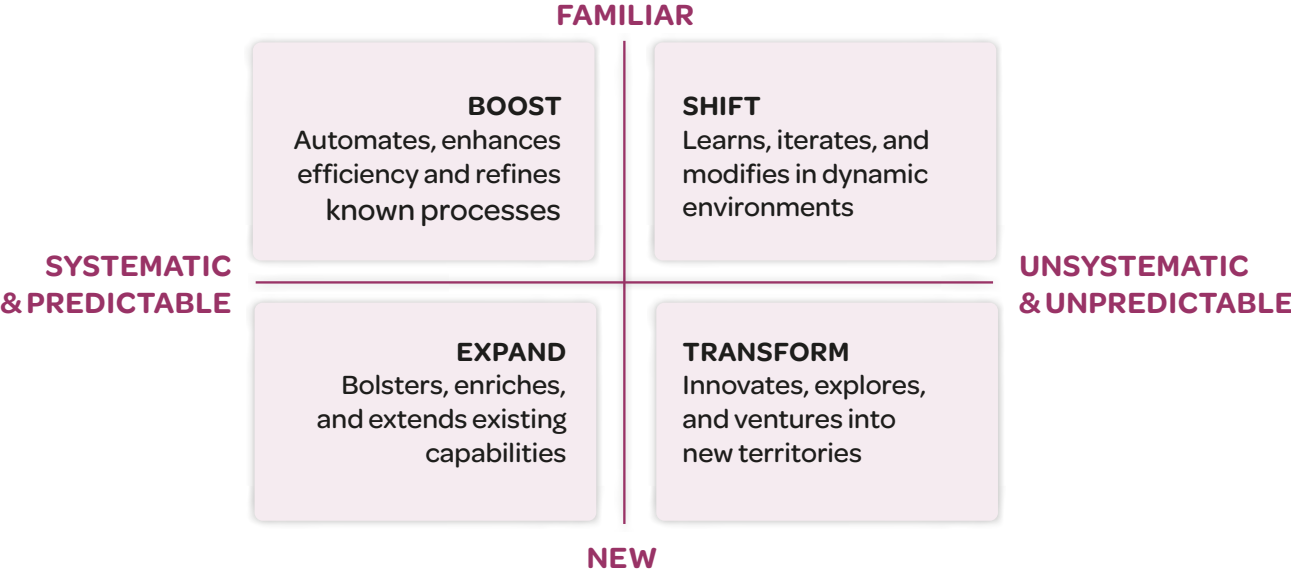 FAMILIAR
BOOST
Automates, enhances
efficiency and refines
known processes
SHIFT
Learns, iterates, and
modifies in dynamic
environments
SYSTEMATIC
& PREDICTABLE
UNSYSTEMATIC
& UNPREDICTABLE
EXPAND
Bolsters, enriches,
and extends existing
capabilities
TRANSFORM
Innovates, explores,
and ventures into
new territories
NEW